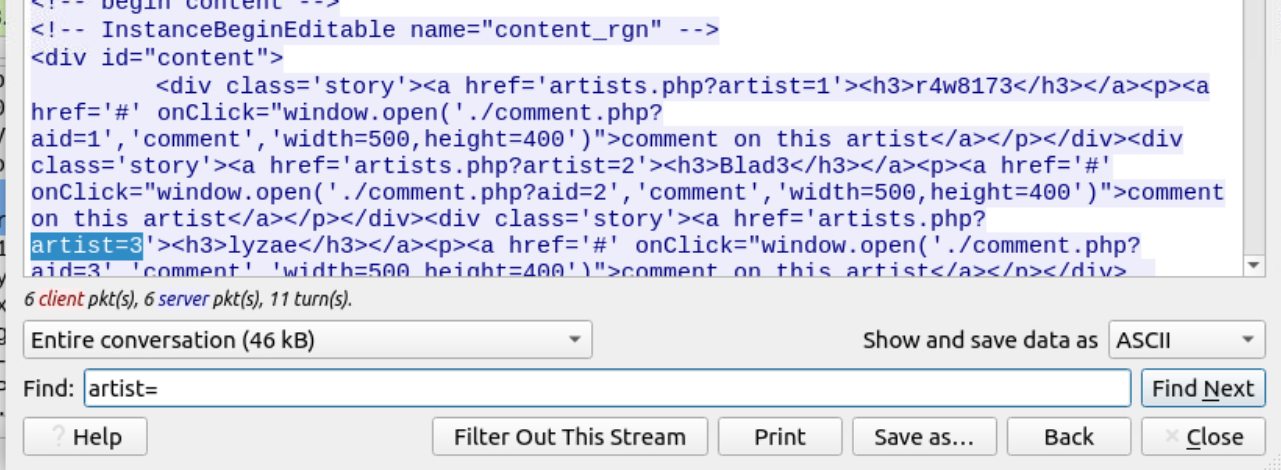 <!-- begin content -->
<!-- InstanceBeginEditable name="content_rgn" -->
<div id="content">
<div class='story'><a href='artists.php?artist=1'><h3>r4w8173</h3></a><p><a
href='#' onClick="window.open('./comment.php?
aid=1','comment','width=500,height=400')">comment on this artist</a></p></div><div
class='story'><a href='artists.php?artist=2'><h3>Blad3</h3></a><p><a href='#'
onClick="window.open('./comment.php?aid=2','comment','width=500,height=400')">comment
on this artist</a></p></div><div class='story'><a href='artists.php?
artist=3'><h3>lyzae</h3></a><p><a href='#' onClick="window.open('./comment.php?
aid=3','comment','width=500,height=400')">comment on this artist</a></p></div>
6 client pkt(s), 6 server pkt(s), 11 turn(s).
Entire conversation (46 kB) Show and save data as ASCII
Find: artist= Find Next
? Help Filter Out This Stream Print Save as... Back × Close